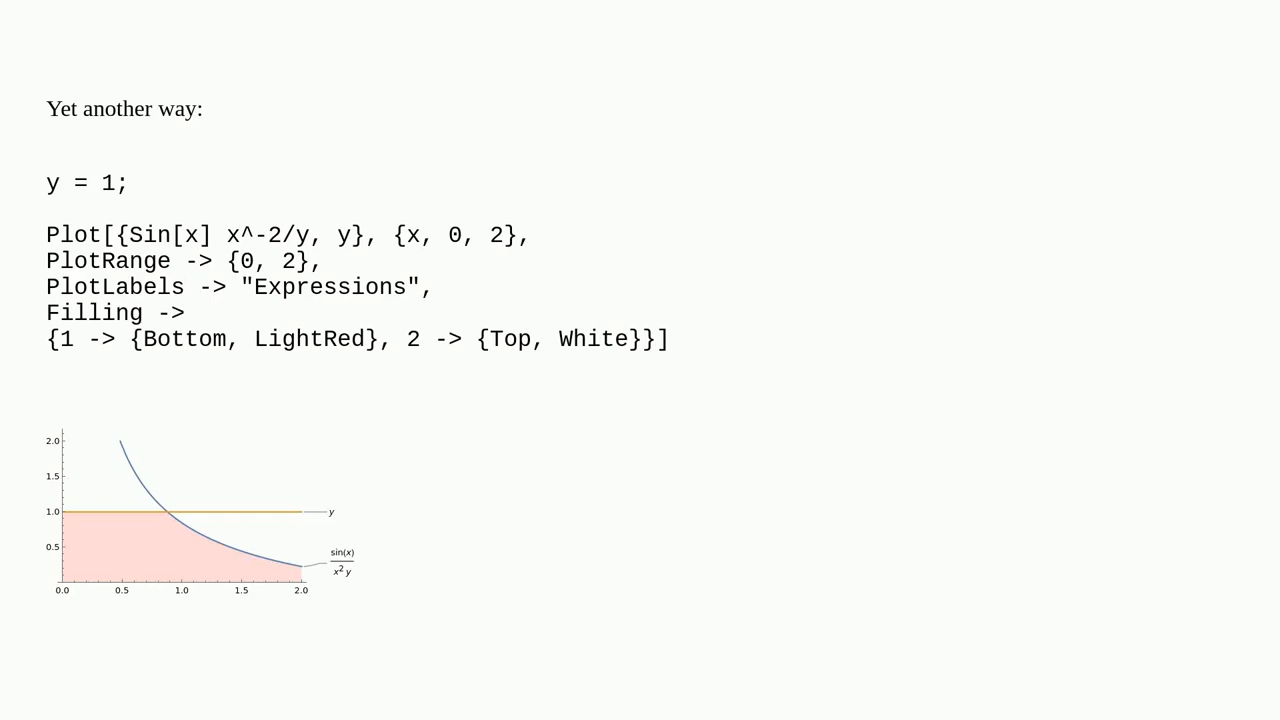 Yet another way:
y = 1;
Plot[{Sin[x] x^-2/y, y}, {x, 0, 2},
PlotRange -> {0, 2},
PlotLabels -> "Expressions",
Filling ->
{1 -> {Bottom, LightRed}, 2 -> {Top, White}}]
2.0
1.5
1.0
y
0.5
sin(x)
x² y
0.0 0.5 1.0 1.5 2.0